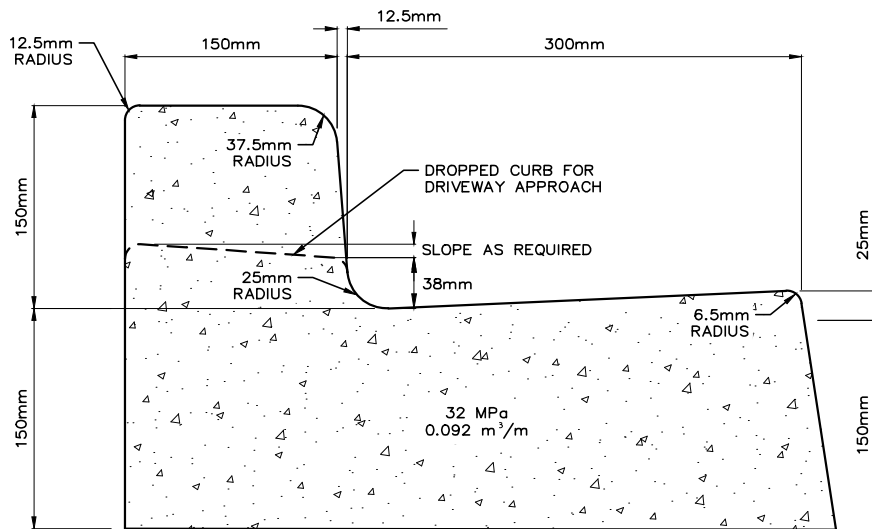 12.5mm
150mm
300mm
12.5mm
RADIUS
37.5mm
RADIUS
DROPPED CURB FOR
DRIVEWAY APPROACH
150mm
SLOPE AS REQUIRED
25mm
25mm
RADIUS
38mm
6.5mm
RADIUS
150mm
32 MPa
0.092 m³/m
150mm